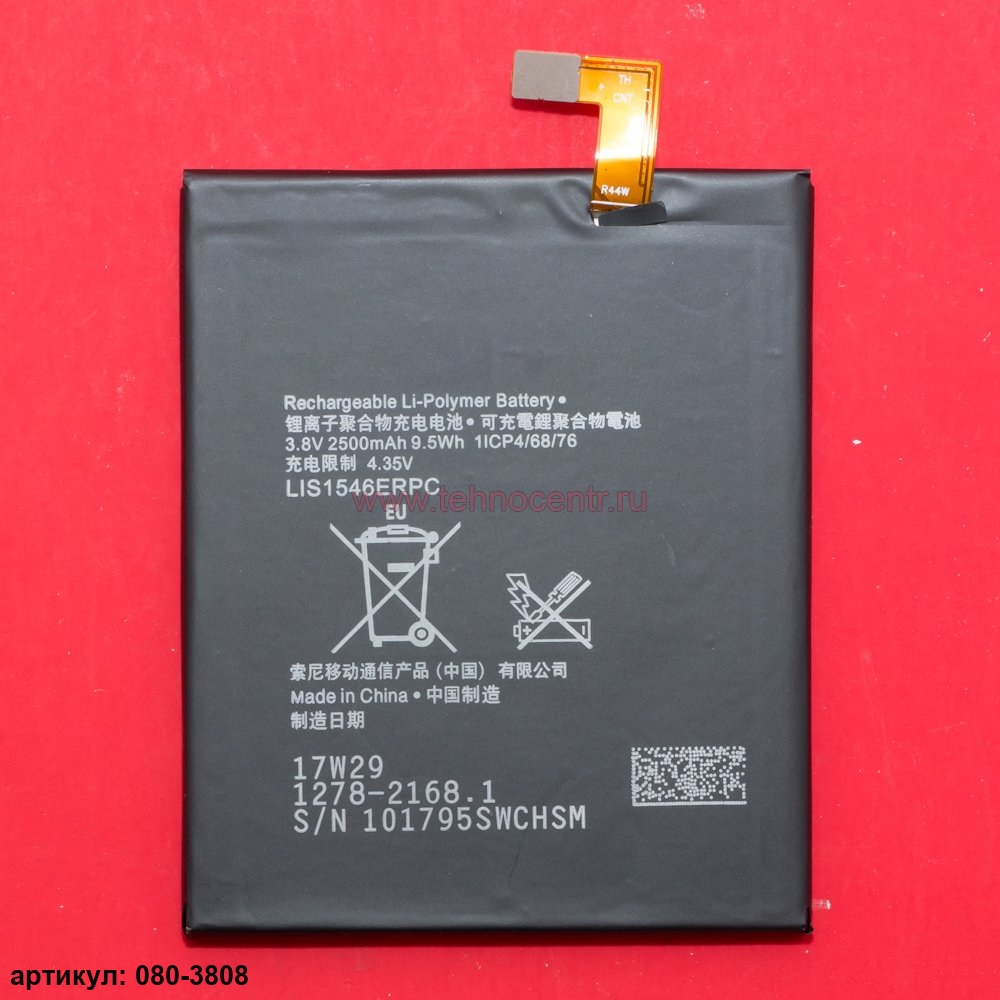 TH
+ CNT
R44W
Rechargeable Li-Polymer Battery •
锂离子聚合物充电电池 • 可充電鋰聚合物電池
3.8V 2500mAh 9.5Wh 1ICP4/68/76
充电限制 4.35V
LIS1546ERPC
www.tehnocentr.ru
EU
索尼移动通信产品 (中国) 有限公司
Made in China • 中国制造
制造日期
17W29
1278-2168.1
S/N 101795SWCHSM
артикул: 080-3808